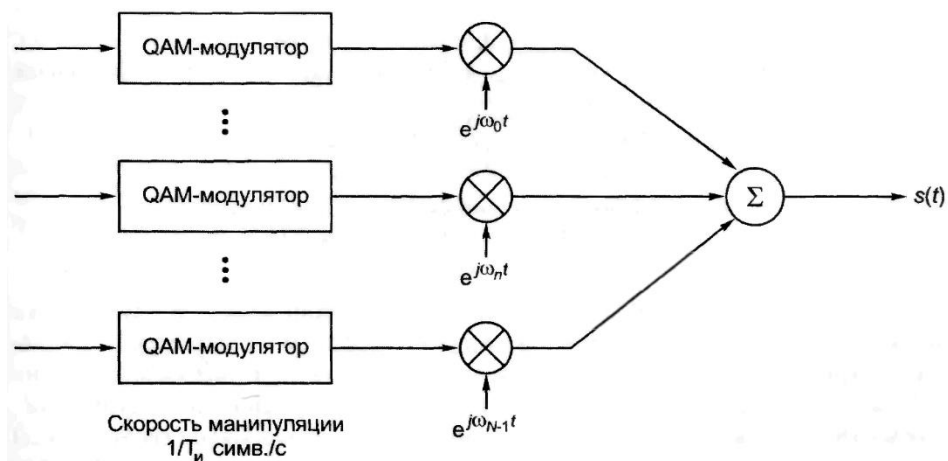 QAM-модулятор
e^{jω_0 t}
QAM-модулятор
e^{jω_n t}
Σ
s(t)
QAM-модулятор
e^{jω_{N-1} t}
Скорость манипуляции
1/T_и симв./с